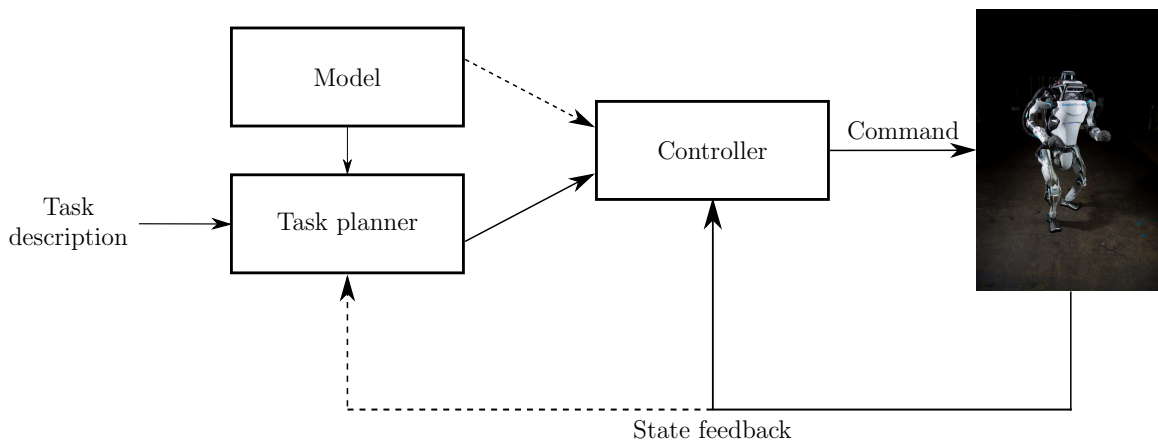 Model
Task
description
Task planner
Controller
Command
State feedback